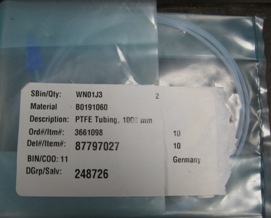 SBin/Qty: WN01J3 2
Material B0191060
Description: PTFE Tubing, 1000 mm
Ord#/Itm#: 3661098 10
Del#/Item#: 87797027 10
BIN/COO: 11 Germany
DGrp/Salv: 248726